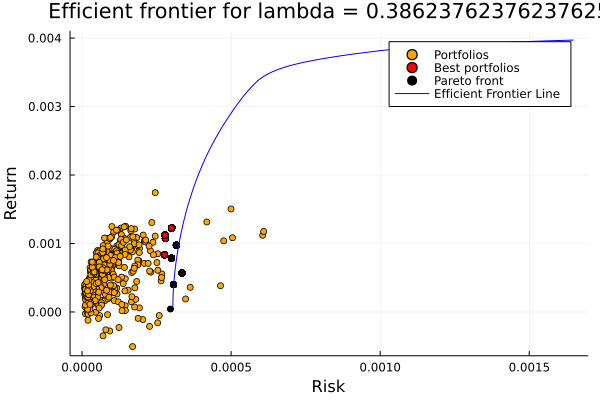 Efficient frontier for lambda = 0.3862376237623762
Return
0.004
0.003
0.002
0.001
0.000
Portfolios
Best portfolios
Pareto front
Efficient Frontier Line
0.0000
0.0005
0.0010
0.0015
Risk